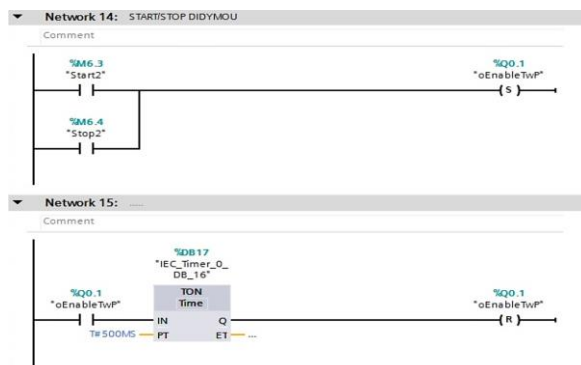 Network 14: START/STOP DIDYMOU
Comment
%M6.3
"Start2"
%Q0.1
"oEnableTwP"
( S )
%M6.4
"Stop2"
Network 15: .....
Comment
%DB17
"IEC_Timer_0_
DB_16"
%Q0.1
"oEnableTwP"
TON
Time
%Q0.1
"oEnableTwP"
IN Q ( R )
T#500MS PT ET ...